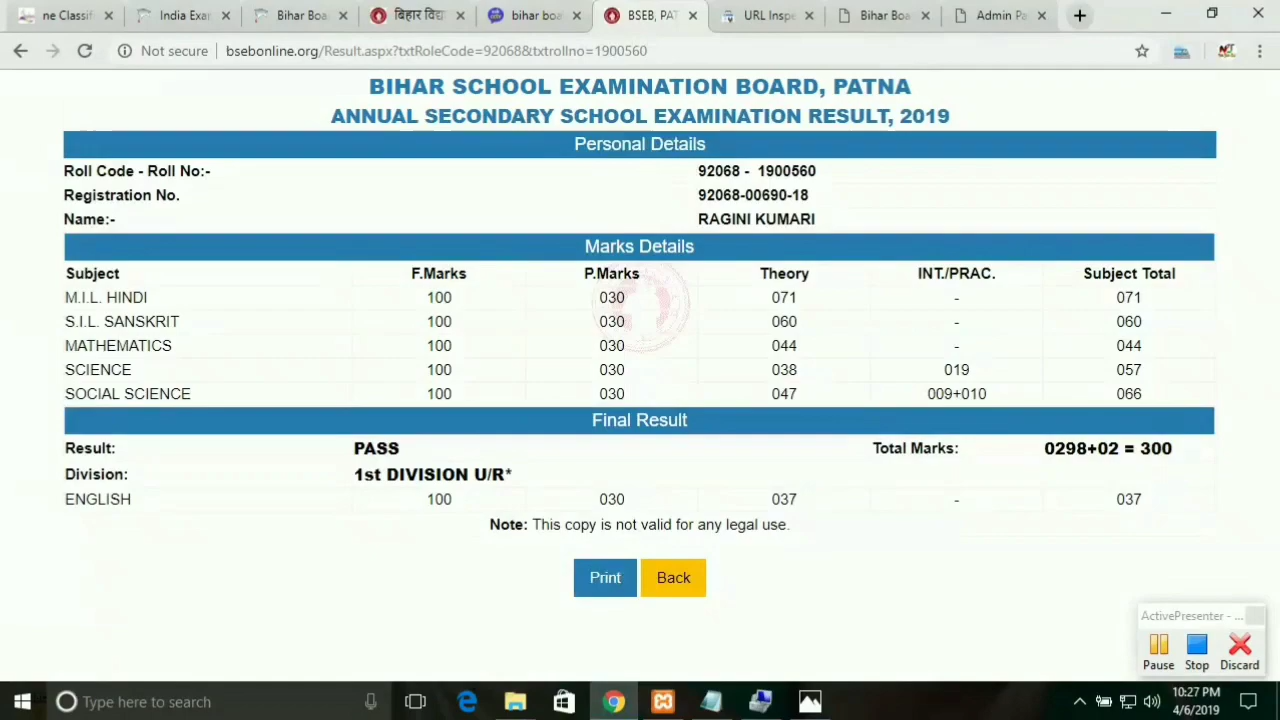 ne Classif
India Exar
Bihar Boa
बिहार विद्या
bihar boa
BSEB, PAT
URL Inspe
Bihar Boa
Admin Pa
Not secure
bsebonline.org/Result.aspx?txtRoleCode=92068&txtrollno=1900560
BIHAR SCHOOL EXAMINATION BOARD, PATNA
ANNUAL SECONDARY SCHOOL EXAMINATION RESULT, 2019
Personal Details
Roll Code - Roll No:- 92068 - 1900560
Registration No. 92068-00690-18
Name:- RAGINI KUMARI
Marks Details
Subject F.Marks P.Marks Theory INT./PRAC. Subject Total
M.I.L. HINDI 100 030 071 - 071
S.I.L. SANSKRIT 100 030 060 - 060
MATHEMATICS 100 030 044 - 044
SCIENCE 100 030 038 019 057
SOCIAL SCIENCE 100 030 047 009+010 066
Final Result
Result: PASS Total Marks: 0298+02 = 300
Division: 1st DIVISION U/R*
ENGLISH 100 030 037 - 037
Note: This copy is not valid for any legal use.
Print Back
ActivePresenter - ...
Pause Stop Discard
Type here to search
10:27 PM
4/6/2019